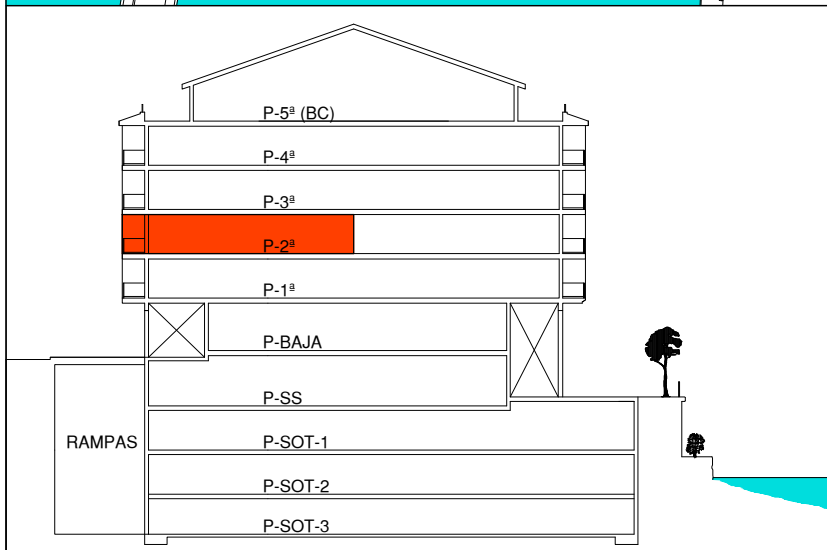 P-5ª (BC)
P-4ª
P-3ª
P-2ª
P-1ª
P-BAJA
P-SS
RAMPAS
P-SOT-1
P-SOT-2
P-SOT-3